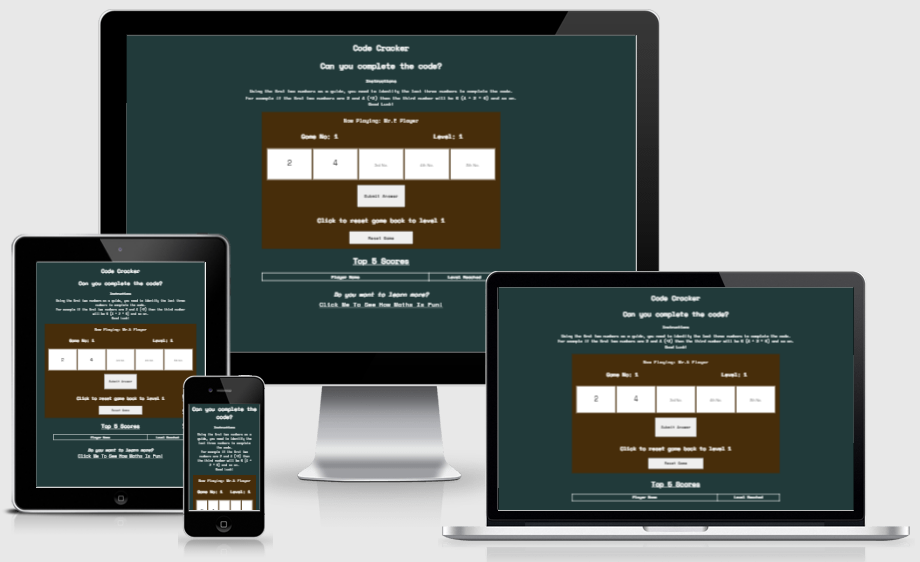 Code Cracker
Can you complete the code?
Instructions
Using the first two numbers as a guide, you need to identify the last three numbers to complete the code.
For example if the first two numbers are 2 and 4 (+2) then the third number will be 6 (4 + 2 = 6) and so on.
Good Luck!
Now Playing: Mr.X Player
Game No: 1 Level: 1
2 4 3rd No. 4th No. 5th No.
Submit Answer
Click to reset game back to level 1
Reset Game
Top 5 Scores
Player Name Level Reached
Do you want to learn more?
Click Me To See How Maths Is Fun!
Code Cracker
Can you complete the code?
Instructions
Using the first two numbers as a guide, you need to identify the last three
numbers to complete the code.
For example if the first two numbers are 2 and 4 (+2) then the third number
Good Luck!
Now Playing: Mr.X Player
Game No: 1 Level: 1
2 4
Submit Answer
Click to reset game back to level 1
Reset Game
Top 5 Scores
Player Name Level Reached
Do you want to learn more?
Click Me To See How Maths Is Fun!
Can you complete the
code?
Instructions
Using the first two numbers as a
guide, you need to identify the
last three numbers to complete
the code.
For example if the first two
numbers are 2 and 4 (+2) then
the third number will be 6 (4 +
2 = 6) and so on.
Good Luck!
Now Playing: Mr.X Player
Game No: 1 Level: 1
Code Cracker
Can you complete the code?
Instructions
Using the first two numbers as a guide, you need to identify the last three numbers to complete the code.
For example if the first two numbers are 2 and 4 (+2) then the third number will be 6 (4 + 2 = 6) and so on.
Good Luck!
Now Playing: Mr.X Player
Game No: 1 Level: 1
2 4 3rd No. 4th No. 5th No.
Submit Answer
Click to reset game back to level 1
Reset Game
Top 5 Scores
Player Name Level Reached